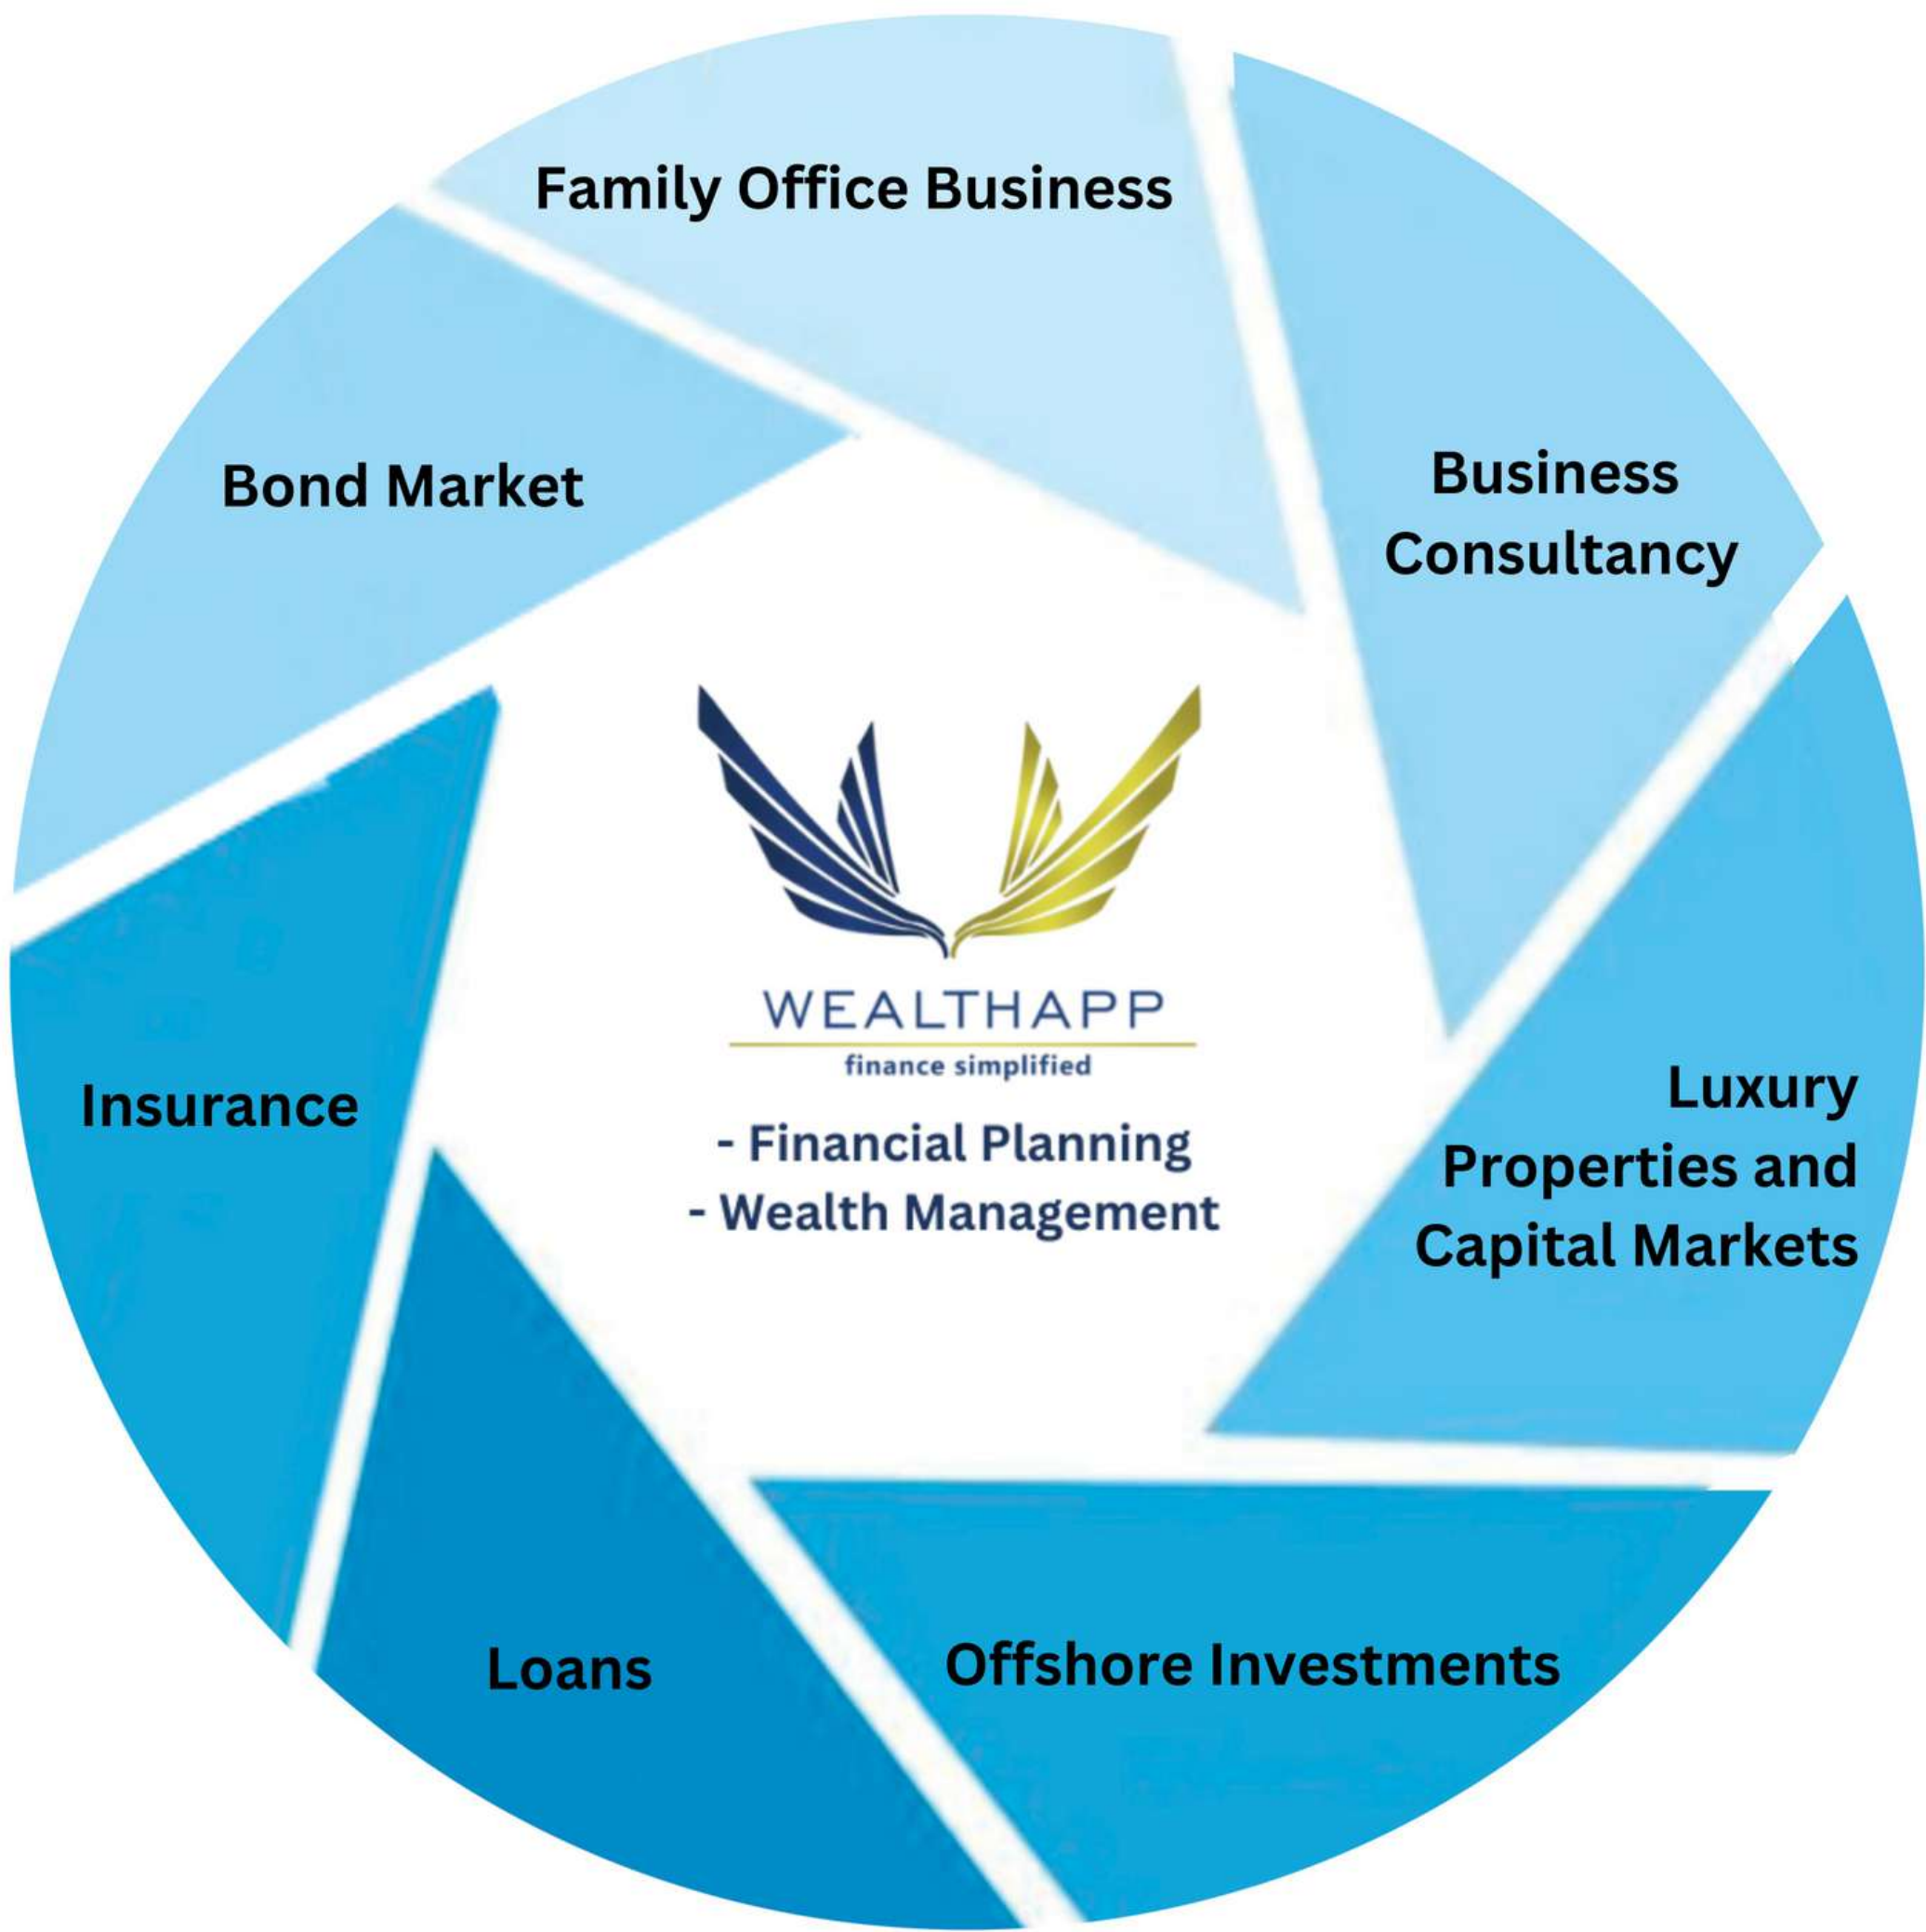 Family Office Business
Business
Consultancy
Bond Market
WEALTHAPP
finance simplified
- Financial Planning
- Wealth Management
Insurance
Luxury
Properties and
Capital Markets
Loans
Offshore Investments